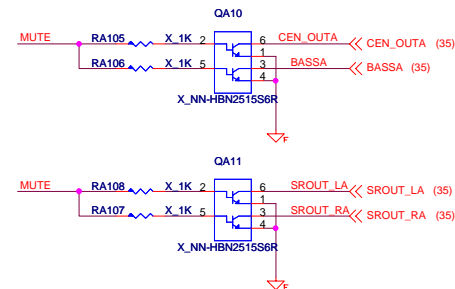 QA10
MUTE RA105 X_1K 2 6 CEN_OUTA CEN_OUTA (35)
1
RA106 X_1K 5 3 BASSA BASSA (35)
4
X_NN-HBN2515S6R
QA11
MUTE RA108 X_1K 2 6 SROUT_LA SROUT_LA (35)
1
RA107 X_1K 5 3 SROUT_RA SROUT_RA (35)
4
X_NN-HBN2515S6R